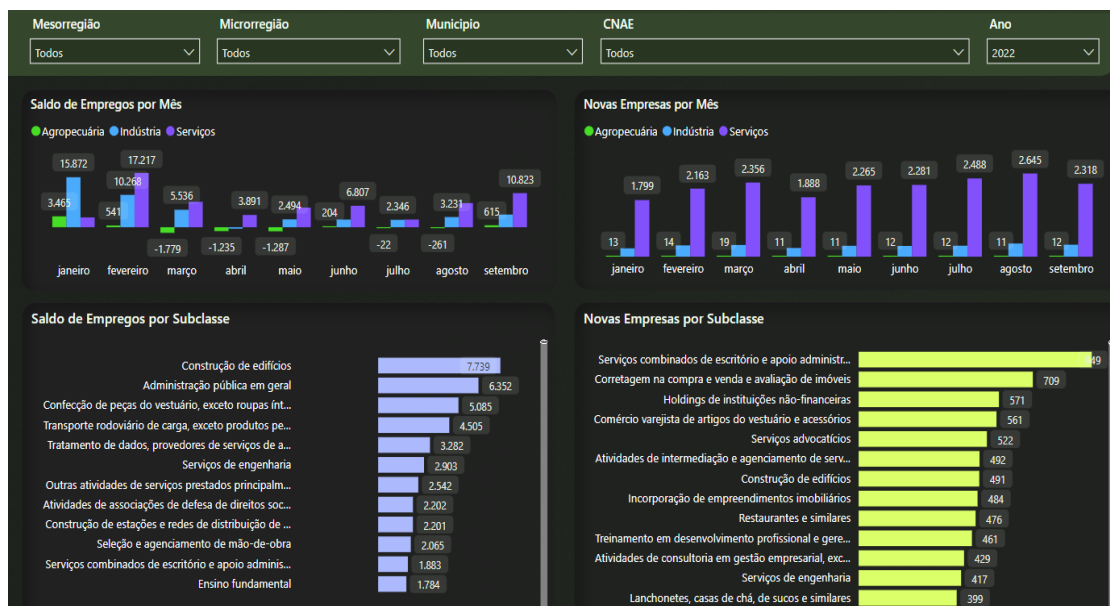 Mesorregião Microrregião Municipio CNAE Ano
Todos Todos Todos Todos 2022
Saldo de Empregos por Mês
Agropecuária Indústria Serviços
15.872 17.217
10.268
3.465 541 5.536 3.891 2.494 204 6.807 2.346 3.231 615 10.823
-1.779 -1.235 -1.287 -22 -261
janeiro fevereiro março abril maio junho julho agosto setembro
Novas Empresas por Mês
Agropecuária Indústria Serviços
1.799 2.163 2.356 1.888 2.265 2.281 2.488 2.645 2.318
13 14 19 11 11 12 12 11 12
janeiro fevereiro março abril maio junho julho agosto setembro
Saldo de Empregos por Subclasse
Construção de edifícios 7.739
Administração pública em geral 6.352
Confecção de peças do vestuário, exceto roupas ínt... 5.085
Transporte rodoviário de carga, exceto produtos pe... 4.505
Tratamento de dados, provedores de serviços de a... 3.282
Serviços de engenharia 2.903
Outras atividades de serviços prestados principalm... 2.542
Atividades de associações de defesa de direitos soc... 2.202
Construção de estações e redes de distribuição de ... 2.201
Seleção e agenciamento de mão-de-obra 2.065
Serviços combinados de escritório e apoio adminis... 1.883
Ensino fundamental 1.784
Novas Empresas por Subclasse
Serviços combinados de escritório e apoio administr...
Corretagem na compra e venda e avaliação de imóveis 709
Holdings de instituições não-financeiras 571
Comércio varejista de artigos do vestuário e acessórios 561
Serviços advocatícios 522
Atividades de intermediação e agenciamento de serv... 492
Construção de edifícios 491
Incorporação de empreendimentos imobiliários 484
Restaurantes e similares 476
Treinamento em desenvolvimento profissional e gere... 461
Atividades de consultoria em gestão empresarial, exc... 429
Serviços de engenharia 417
Lanchonetes, casas de chá, de sucos e similares 399